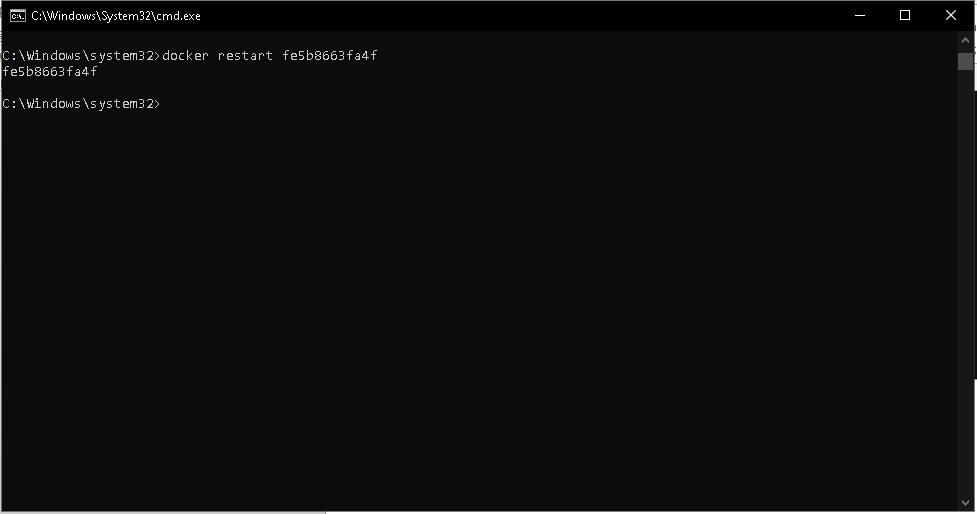 C:\Windows\System32\cmd.exe
C:\Windows\system32>docker restart fe5b8663fa4f
fe5b8663fa4f
C:\Windows\system32>